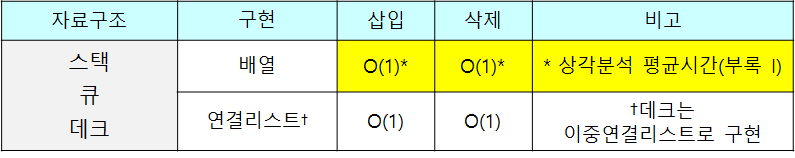 자료구조 구현 삽입 삭제 비고
스택
큐
데크
배열 O(1)* O(1)* * 상각분석 평균시간(부록 I)
연결리스트† O(1) O(1) †데크는
이중연결리스트로 구현